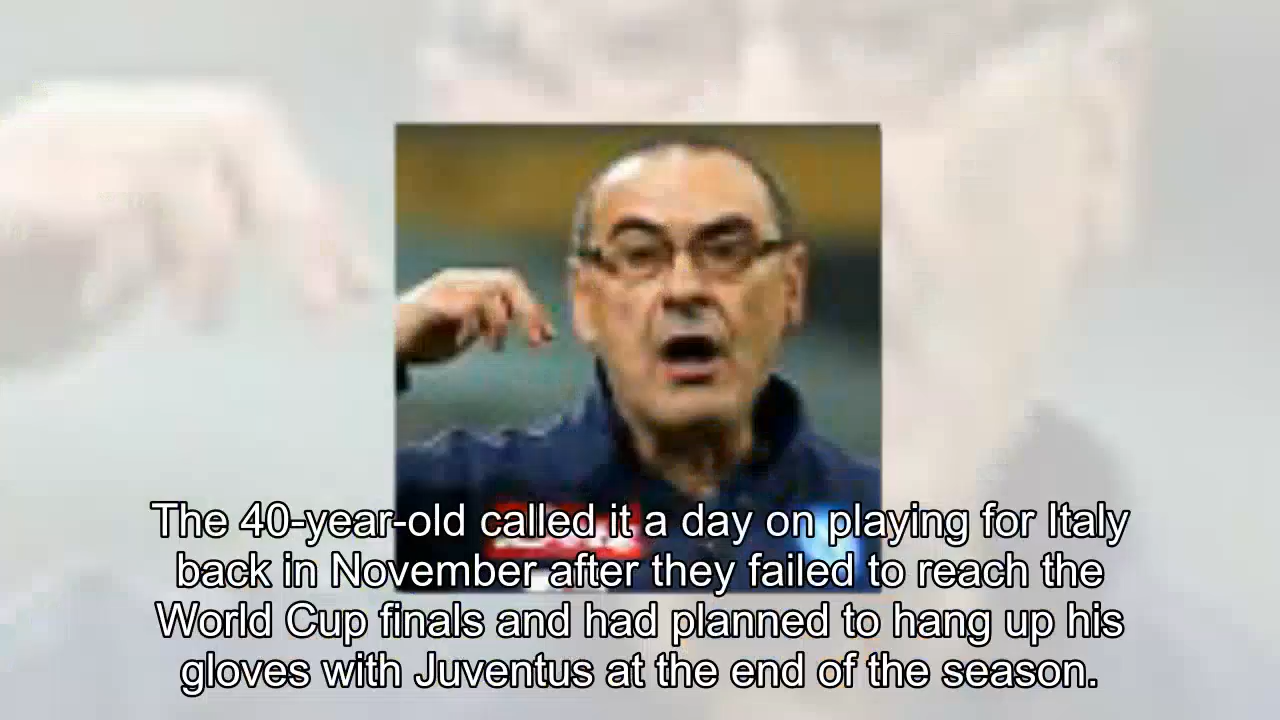 The 40-year-old called it a day on playing for Italy
back in November after they failed to reach the
World Cup finals and had planned to hang up his
gloves with Juventus at the end of the season.